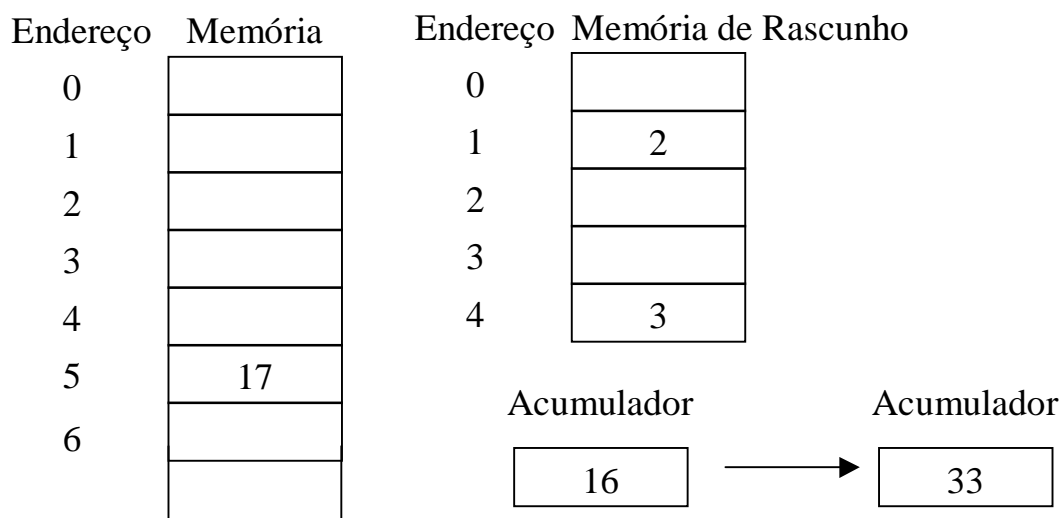 Endereço Memória Endereço Memória de Rascunho
0 0
1 1 2
2 2
3 3
4 4 3
5 17
Acumulador Acumulador
6
16 33